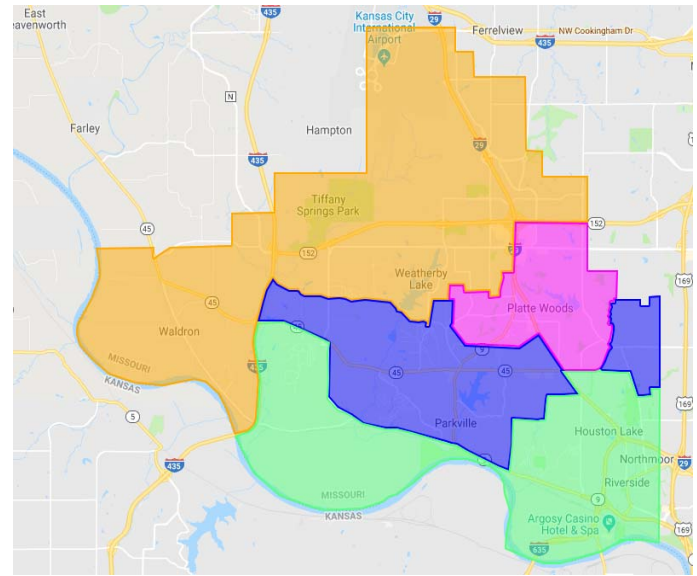 East
eavenworth
435
Kansas City
International
Airport
29
Ferrelview
NW Cookingham Dr
435
N
Farley
Hampton
435
29
169
Tiffany
Springs Park
45
152
152
Weatherby
Lake
Platte Woods
45
Waldron
9
169
MISSOURI
KANSAS
435
45
45
5
Parkville
Houston Lake
435
Northmoor
29
Riverside
MISSOURI
KANSAS
9
Argosy Casino
Hotel & Spa
169
635